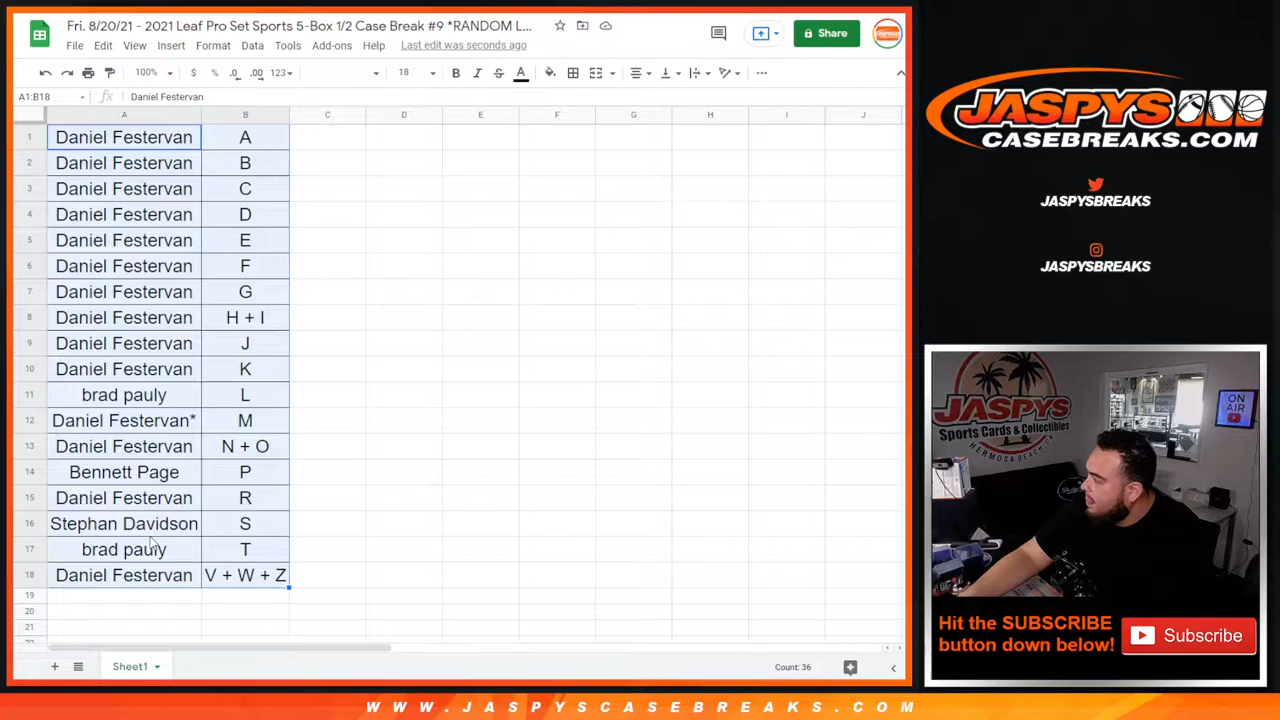 Fri. 8/20/21 - 2021 Leaf Pro Set Sports 5-Box 1/2 Case Break #9 *RANDOM L...
File Edit View Insert Format Data Tools Add-ons Help Last edit was seconds ago
Share
100% $ % .0 .00 123 18 B I S A
A1:B18 fx Daniel Festervan
A B C D E F G H I J
1 Daniel Festervan A
2 Daniel Festervan B
3 Daniel Festervan C
4 Daniel Festervan D
5 Daniel Festervan E
6 Daniel Festervan F
7 Daniel Festervan G
8 Daniel Festervan H + I
9 Daniel Festervan J
10 Daniel Festervan K
11 brad pauly L
12 Daniel Festervan* M
13 Daniel Festervan N + O
14 Bennett Page P
15 Daniel Festervan R
16 Stephan Davidson S
17 brad pauly T
18 Daniel Festervan V + W + Z
19
20
21
Sheet1
Count: 36
JASPYS
CASEBREAKS.COM
JASPYSBREAKS
JASPYSBREAKS
JASPYS
Sports Cards & Collectibles
HERMOSA BEACH CA
ON
AIR
Hit the SUBSCRIBE
button down below!
Subscribe
WWW.JASPYSCASEBREAKS.COM